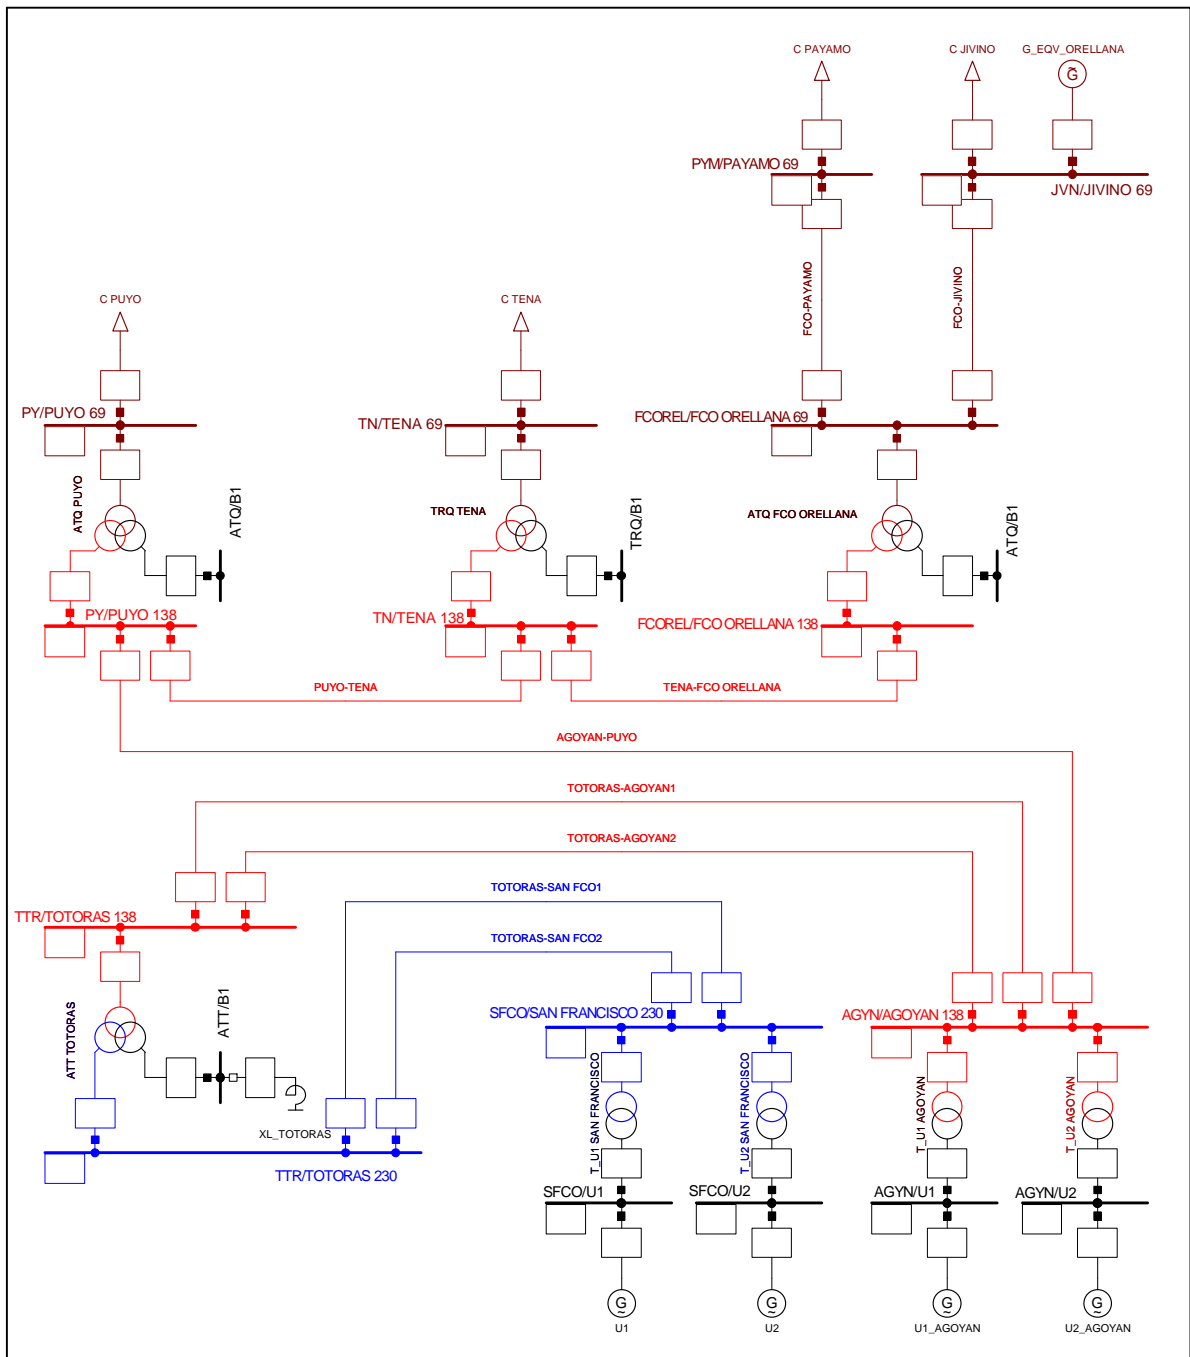 C PAYAMO
C JIVINO
G_EQV_ORELLANA
G
PYM/PAYAMO 69
JVN/JIVINO 69
FCO-PAYAMO
FCO-JIVINO
C PUYO
C TENA
PY/PUYO 69
TN/TENA 69
FCOREL/FCO ORELLANA 69
ATQ PUYO
ATQ/B1
TRQ TENA
TRQ/B1
ATQ FCO ORELLANA
ATQ/B1
PY/PUYO 138
TN/TENA 138
FCOREL/FCO ORELLANA 138
PUYO-TENA
TENA-FCO ORELLANA
AGOYAN-PUYO
TOTORAS-AGOYAN1
TOTORAS-AGOYAN2
TOTORAS-SAN FCO1
TTR/TOTORAS 138
TOTORAS-SAN FCO2
ATT TOTORAS
ATT/B1
SFCO/SAN FRANCISCO 230
AGYN/AGOYAN 138
XL_TOTORAS
T_U1 SAN FRANCISCO
T_U2 SAN FRANCISCO
T_U1 AGOYAN
T_U2 AGOYAN
TTR/TOTORAS 230
SFCO/U1
SFCO/U2
AGYN/U1
AGYN/U2
G
G
G
G
U1
U2
U1_AGOYAN
U2_AGOYAN